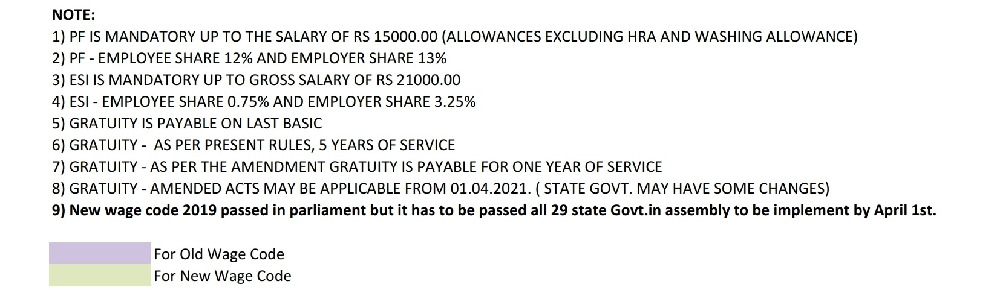 NOTE:
1) PF IS MANDATORY UP TO THE SALARY OF RS 15000.00 (ALLOWANCES EXCLUDING HRA AND WASHING ALLOWANCE)
2) PF - EMPLOYEE SHARE 12% AND EMPLOYER SHARE 13%
3) ESI IS MANDATORY UP TO GROSS SALARY OF RS 21000.00
4) ESI - EMPLOYEE SHARE 0.75% AND EMPLOYER SHARE 3.25%
5) GRATUITY IS PAYABLE ON LAST BASIC
6) GRATUITY -  AS PER PRESENT RULES, 5 YEARS OF SERVICE
7) GRATUITY - AS PER THE AMENDMENT GRATUITY IS PAYABLE FOR ONE YEAR OF SERVICE
8) GRATUITY - AMENDED ACTS MAY BE APPLICABLE FROM 01.04.2021. ( STATE GOVT. MAY HAVE SOME CHANGES)
9) New wage code 2019 passed in parliament but it has to be passed all 29 state Govt.in assembly to be implement by April 1st.
For Old Wage Code
For New Wage Code